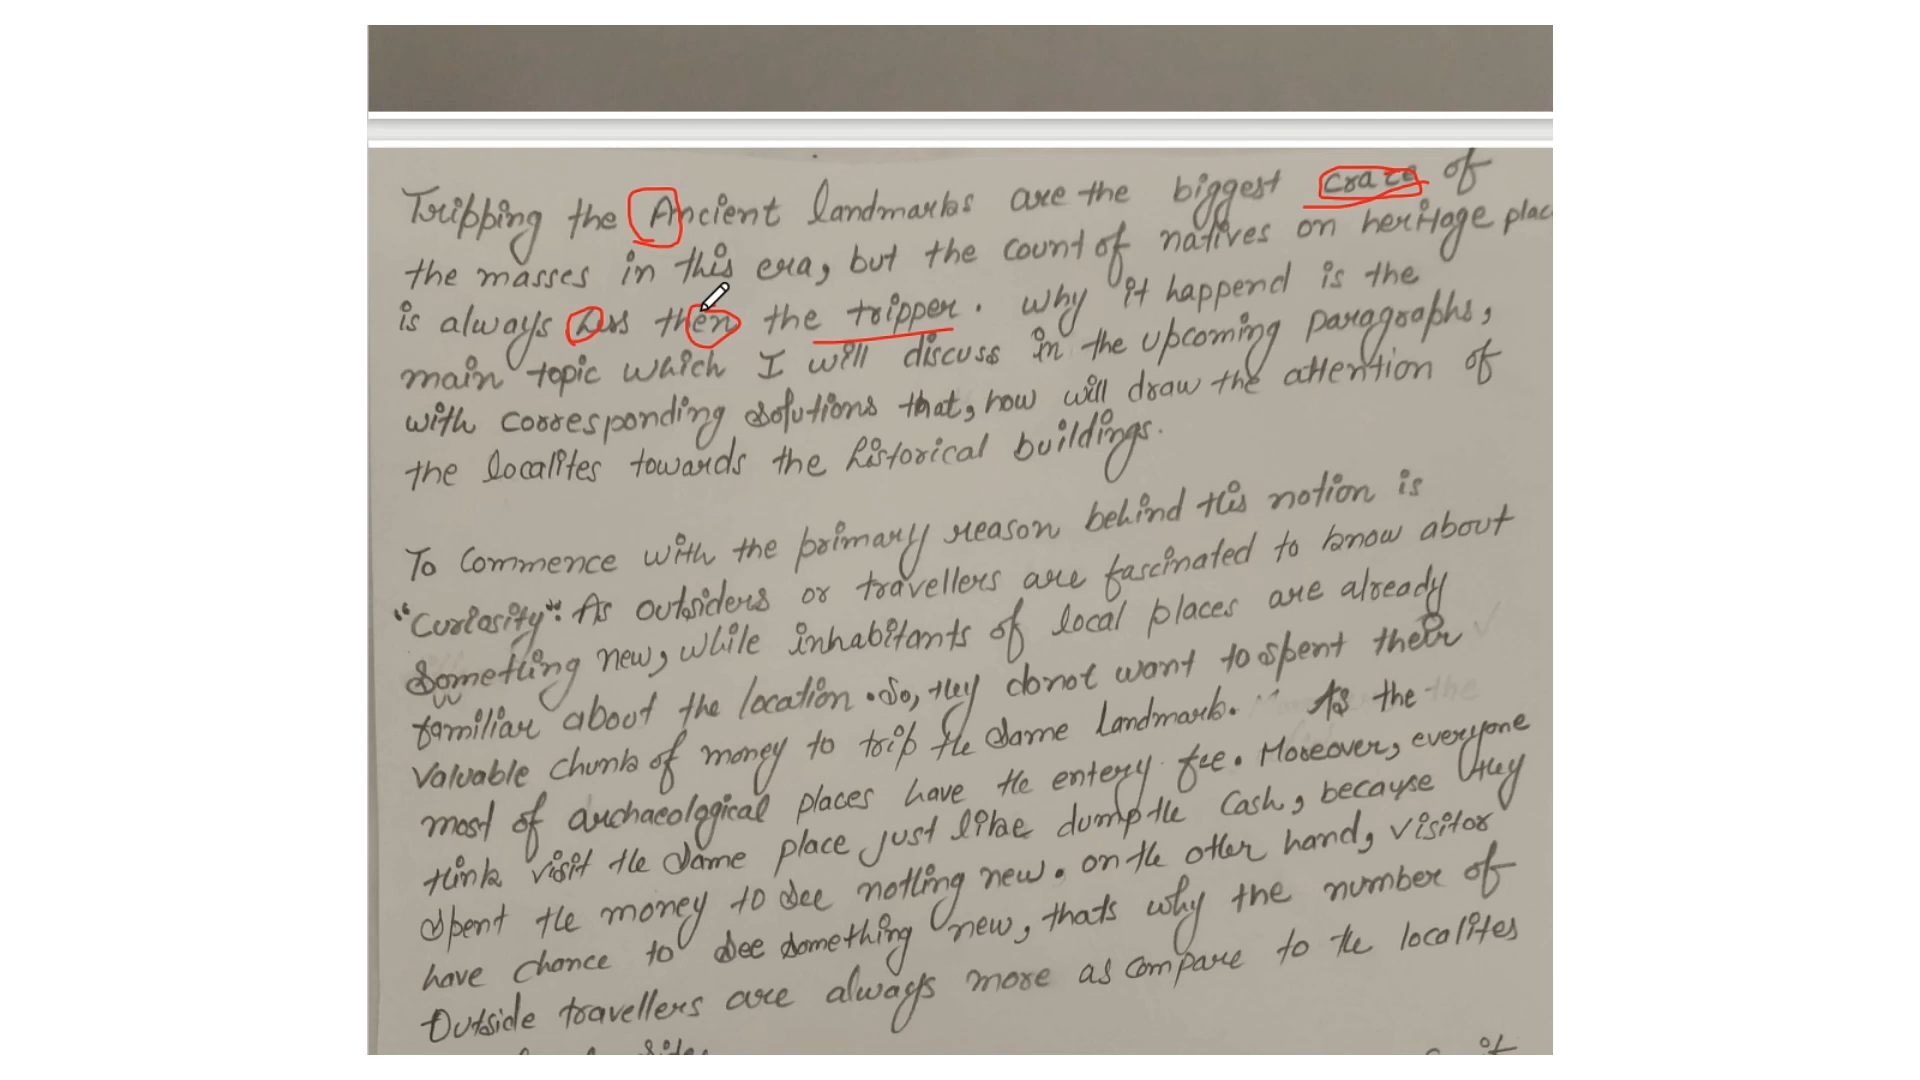 Tripping the Ancient landmarks are the biggest craze of
the masses in this era, but the count of natives on heritage plac
is always less then the tripper. Why it happend is the
main topic which I will discuss in the upcoming paragraphs,
with corresponding solutions that, how will draw the attention of
the localites towards the historical buildings.
To Commence with the primary reason behind this notion is
"Curiosity". As outsiders or travellers are fascinated to know about
Something new, while inhabitants of local places are already
familiar about the location. So, they donot want to spent their
Valuable chunk of money to trip the same landmark. As the
most of archaeological places have the entery fee. Moreover, everyone
think visit the same place just like dump the cash, because they
spent the money to see nothing new. on the other hand, visitor
have chance to see something new, thats why the number of
Outside travellers are always more as compare to the localites